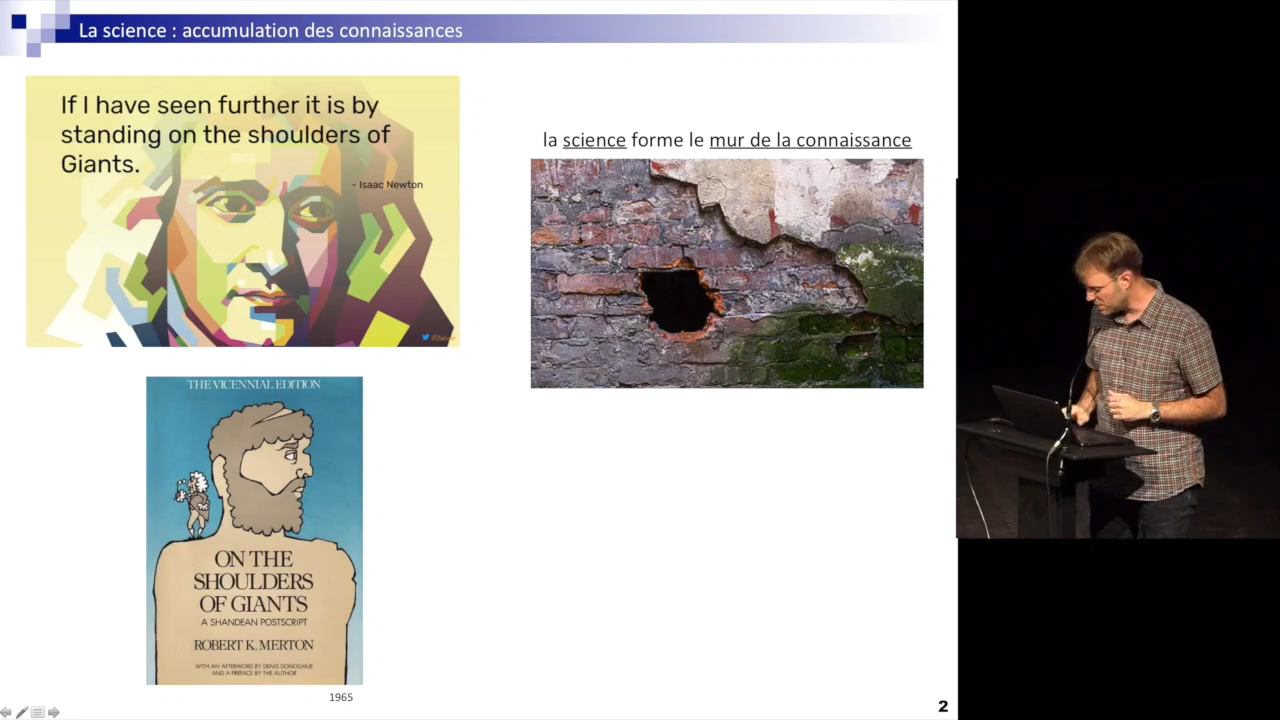 La science : accumulation des connaissances
If I have seen further it is by
standing on the shoulders of
Giants.
- Isaac Newton
la science forme le mur de la connaissance
THE VICENNIAL EDITION
ON THE
SHOULDERS
OF GIANTS
A SHANDEAN POSTSCRIPT
ROBERT K. MERTON
WITH AN AFTERWORD BY DENIS DONOGHUE
AND A PREFACE BY THE AUTHOR
1965
2